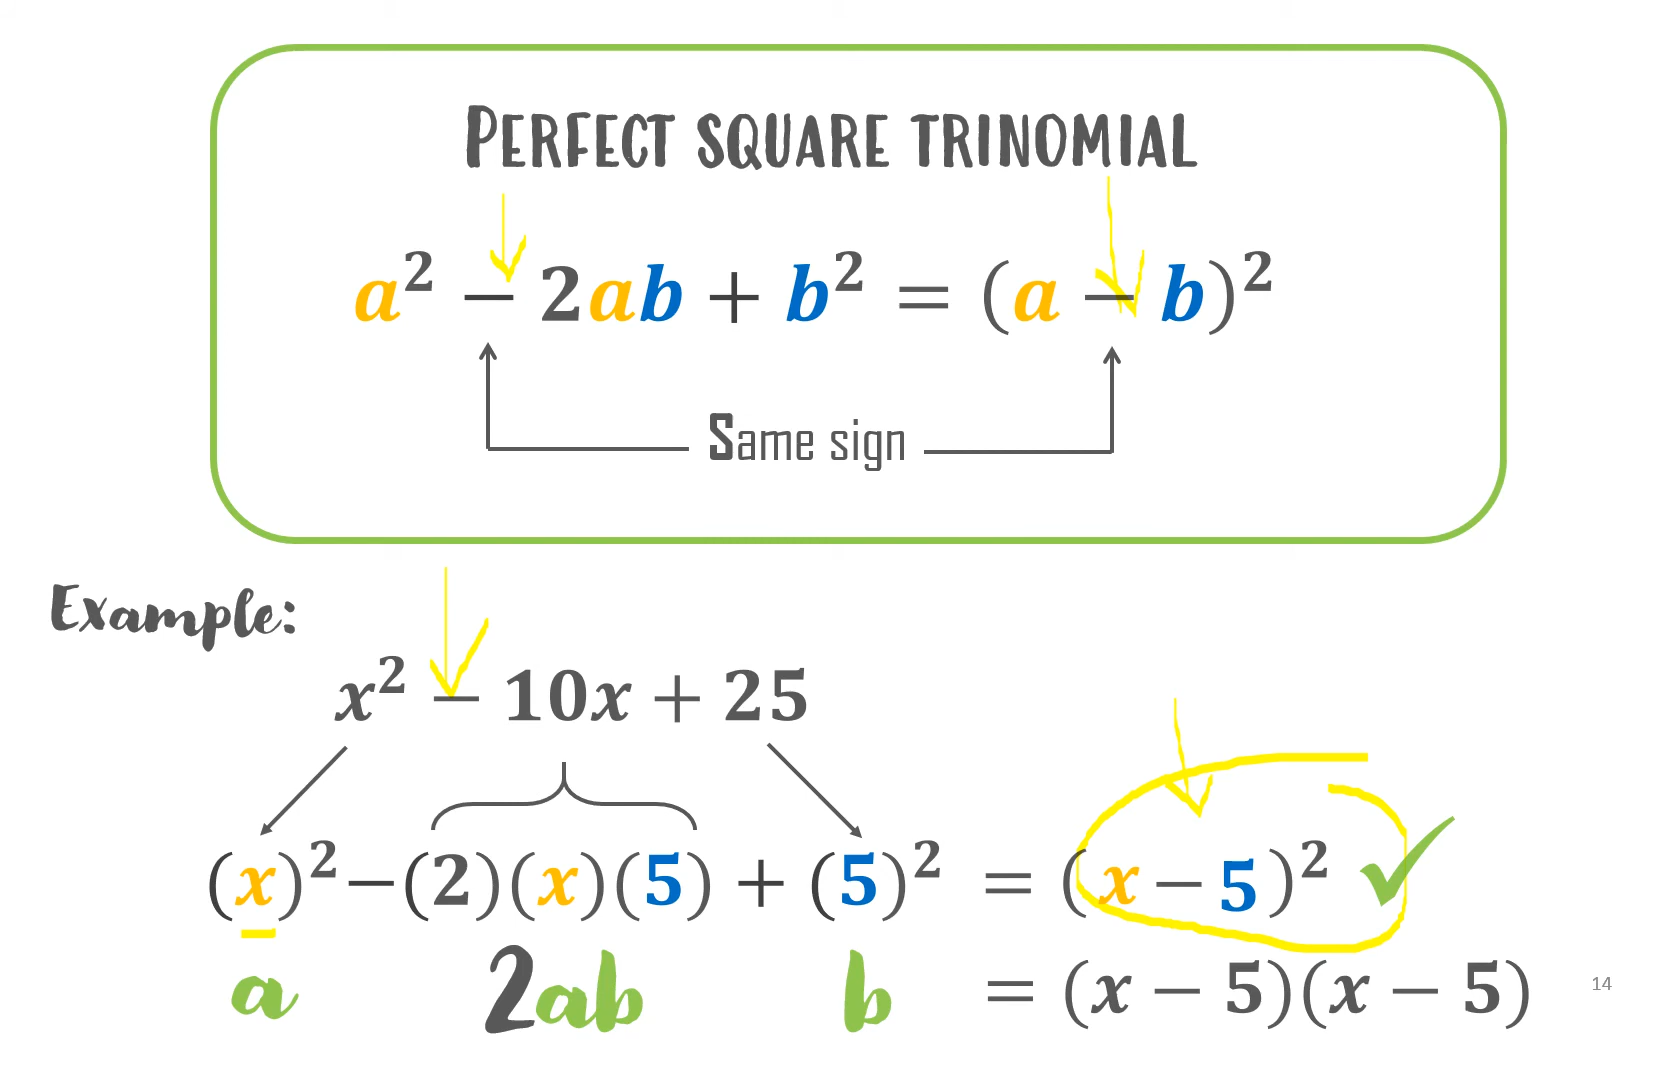 PERFECT SQUARE TRINOMIAL
a² − 2ab + b² = (a − b)²
Same sign
Example:
x² − 10x + 25
(x)² −(2)(x)(5) + (5)² = (x − 5)² ✓
a 2ab b = (x − 5)(x − 5)
14